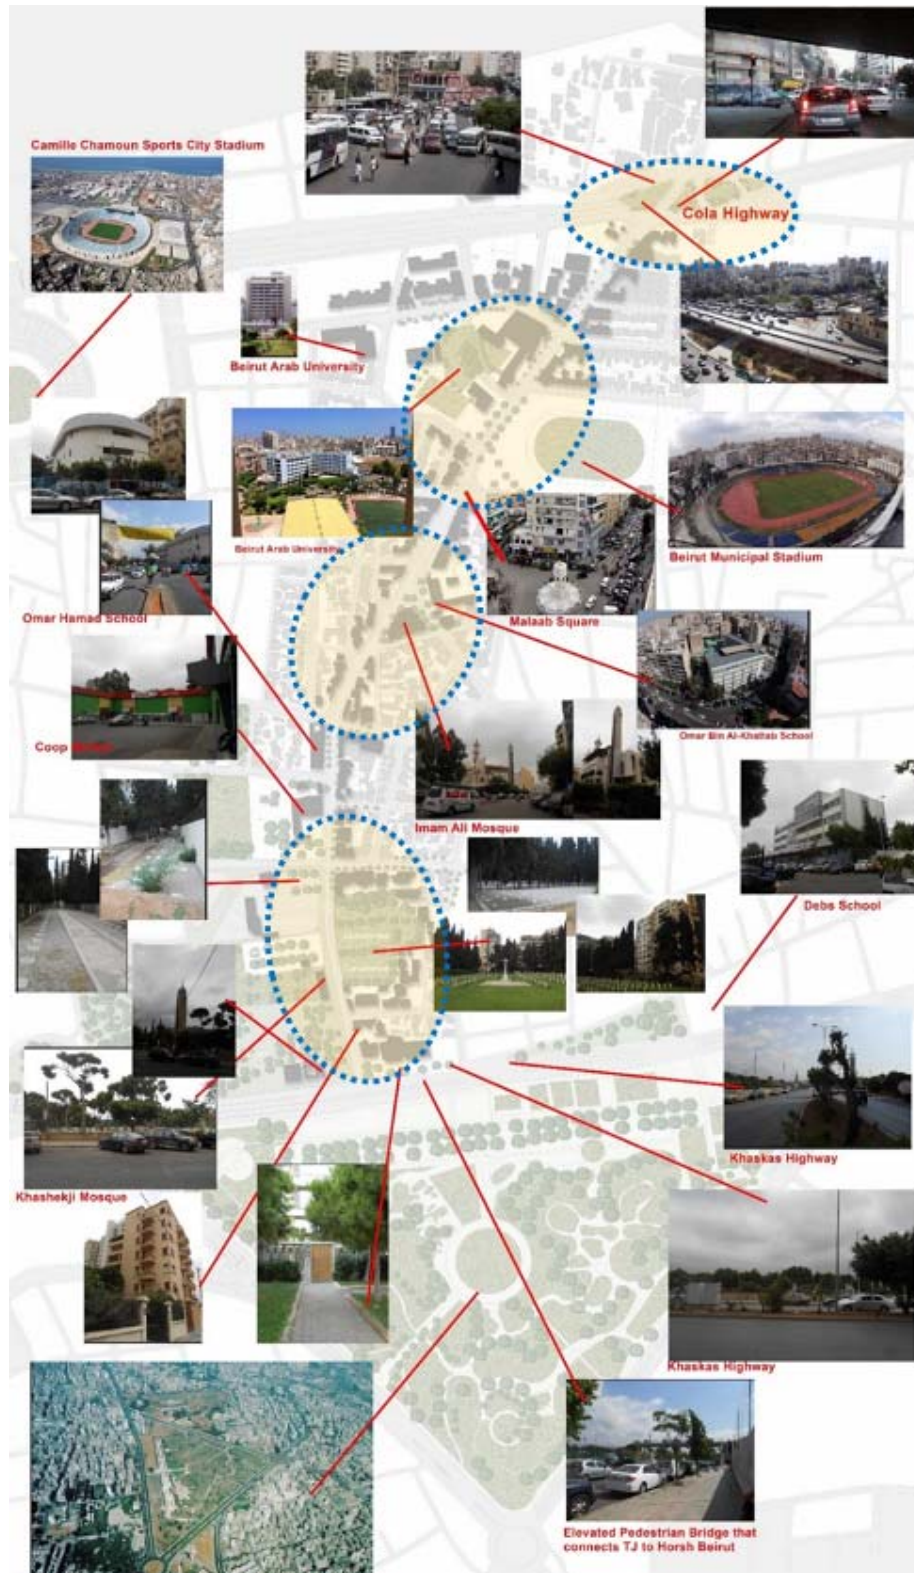 Camille Chamoun Sports City Stadium
Cola Highway
Beirut Arab University
Beirut Arab University
Beirut Municipal Stadium
Malaab Square
Omar Hamad School
Omar Bin Al-Khattab School
Coop
Imam Ali Mosque
Debs School
Khaskas Highway
Khashekji Mosque
Khaskas Highway
Elevated Pedestrian Bridge that
connects TJ to Horsh Beirut